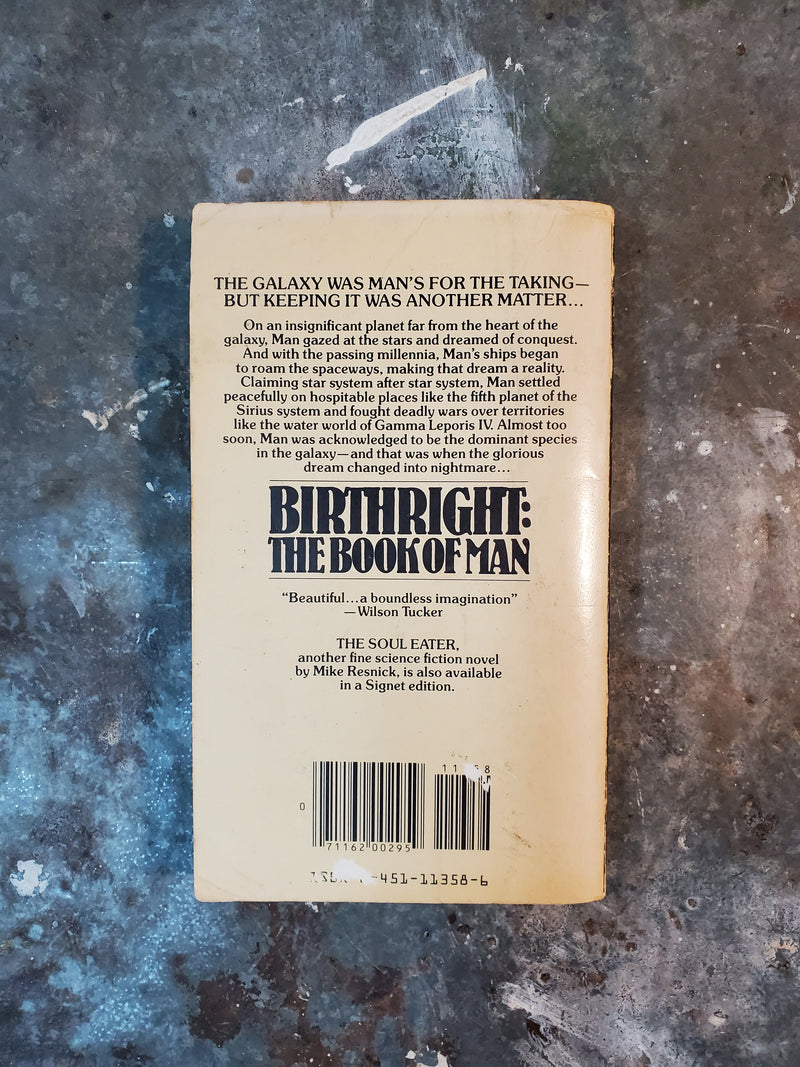 THE GALAXY WAS MAN'S FOR THE TAKING—
BUT KEEPING IT WAS ANOTHER MATTER...
On an insignificant planet far from the heart of the
galaxy, Man gazed at the stars and dreamed of conquest.
And with the passing millennia, Man's ships began
to roam the spaceways, making that dream a reality.
Claiming star system after star system, Man settled
peacefully on hospitable places like the fifth planet of the
Sirius system and fought deadly wars over territories
like the water world of Gamma Leporis IV. Almost too
soon, Man was acknowledged to be the dominant species
in the galaxy—and that was when the glorious
dream changed into nightmare...
BIRTHRIGHT:
THE BOOK OF MAN
"Beautiful...a boundless imagination"
—Wilson Tucker
THE SOUL EATER,
another fine science fiction novel
by Mike Resnick, is also available
in a Signet edition.
0 71162 00295
-451-11358-6